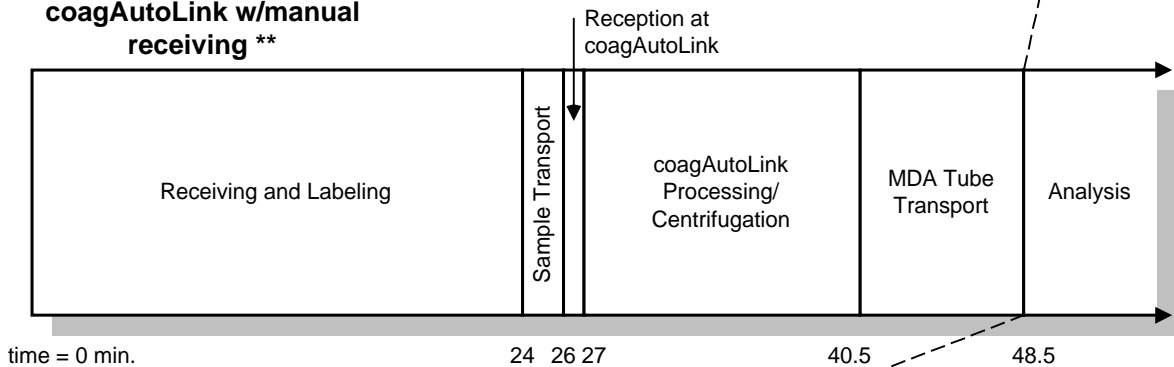 coagAutoLink w/manual
receiving **
Reception at
coagAutoLink
Receiving and Labeling
Sample Transport
coagAutoLink
Processing/
Centrifugation
MDA Tube
Transport
Analysis
time = 0 min.
24 26 27 40.5 48.5